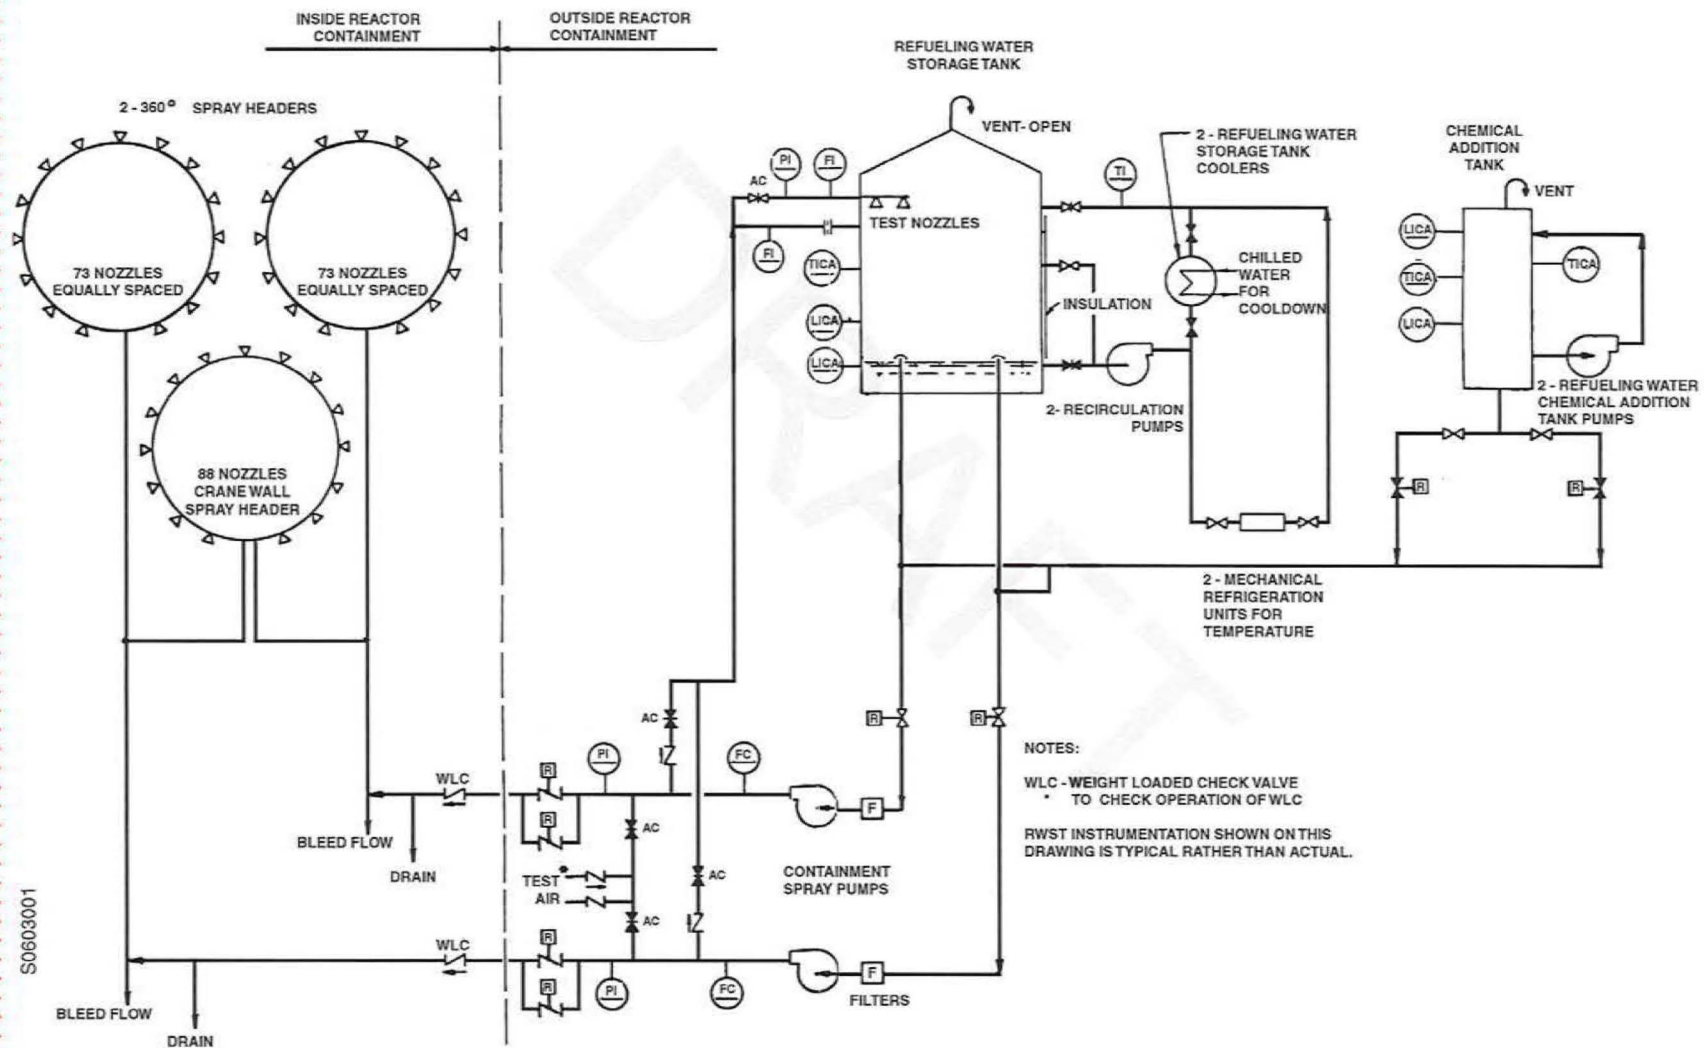 INSIDE REACTOR
CONTAINMENT
OUTSIDE REACTOR
CONTAINMENT
REFUELING WATER
STORAGE TANK
2 - 360° SPRAY HEADERS
VENT- OPEN
2 - REFUELING WATER
STORAGE TANK
COOLERS
CHEMICAL
ADDITION
TANK
VENT
PI
FI
AC
TI
TEST NOZZLES
FI
LICA
TICA
TICA
LICA
TICA
73 NOZZLES
EQUALLY SPACED
73 NOZZLES
EQUALLY SPACED
CHILLED
WATER
FOR
COOLDOWN
INSULATION
LICA
LICA
2- RECIRCULATION
PUMPS
2 - REFUELING WATER
CHEMICAL ADDITION
TANK PUMPS
88 NOZZLES
CRANE WALL
SPRAY HEADER
R
R
2 - MECHANICAL
REFRIGERATION
UNITS FOR
TEMPERATURE
AC
R
R
PI
FC
WLC
R
R
F
BLEED FLOW
DRAIN
AC
AC
TEST *
AIR
AC
CONTAINMENT
SPRAY PUMPS
WLC
R
R
PI
FC
F
FILTERS
BLEED FLOW
DRAIN
NOTES:
WLC - WEIGHT LOADED CHECK VALVE
* TO CHECK OPERATION OF WLC
RWST INSTRUMENTATION SHOWN ON THIS
DRAWING IS TYPICAL RATHER THAN ACTUAL.
S0603001
DRAFT